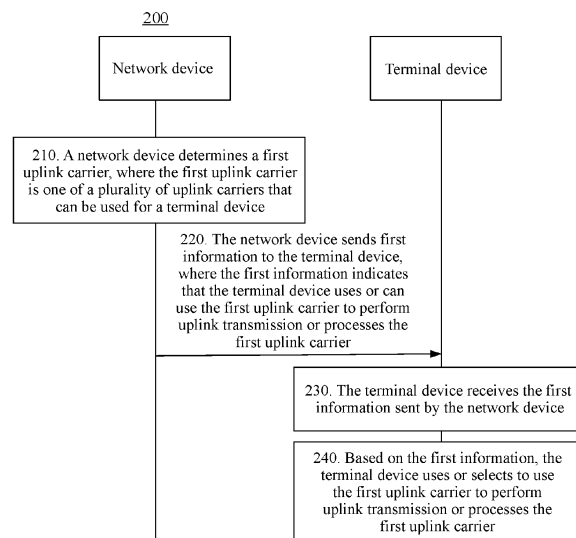 200
Network device
Terminal device
210. A network device determines a first
uplink carrier, where the first uplink carrier
is one of a plurality of uplink carriers that
can be used for a terminal device
220. The network device sends first
information to the terminal device,
where the first information indicates
that the terminal device uses or can
use the first uplink carrier to perform
uplink transmission or processes the
first uplink carrier
230. The terminal device receives the first
information sent by the network device
240. Based on the first information, the
terminal device uses or selects to use
the first uplink carrier to perform
uplink transmission or processes the
first uplink carrier